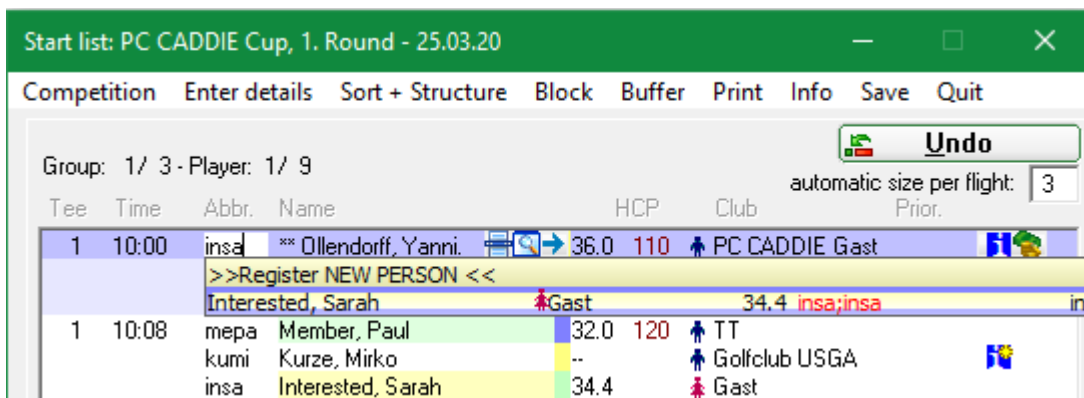 Start list: PC CADDIE Cup, 1. Round - 25.03.20
Competition Enter details Sort + Structure Block Buffer Print Info Save Quit
Undo
Group: 1/ 3 - Player: 1/ 9
automatic size per flight: 3
Tee Time Abbr. Name HCP Club Prior.
1 10:00 insa ** Ollendorff, Yanni. 36.0 110 PC CADDIE Gast
>>Register NEW PERSON <<
Interested, Sarah Gast 34.4 insa;insa in
1 10:08 mepa Member, Paul 32.0 120 TT
kumi Kurze, Mirko -- Golfclub USGA
insa Interested, Sarah 34.4 Gast